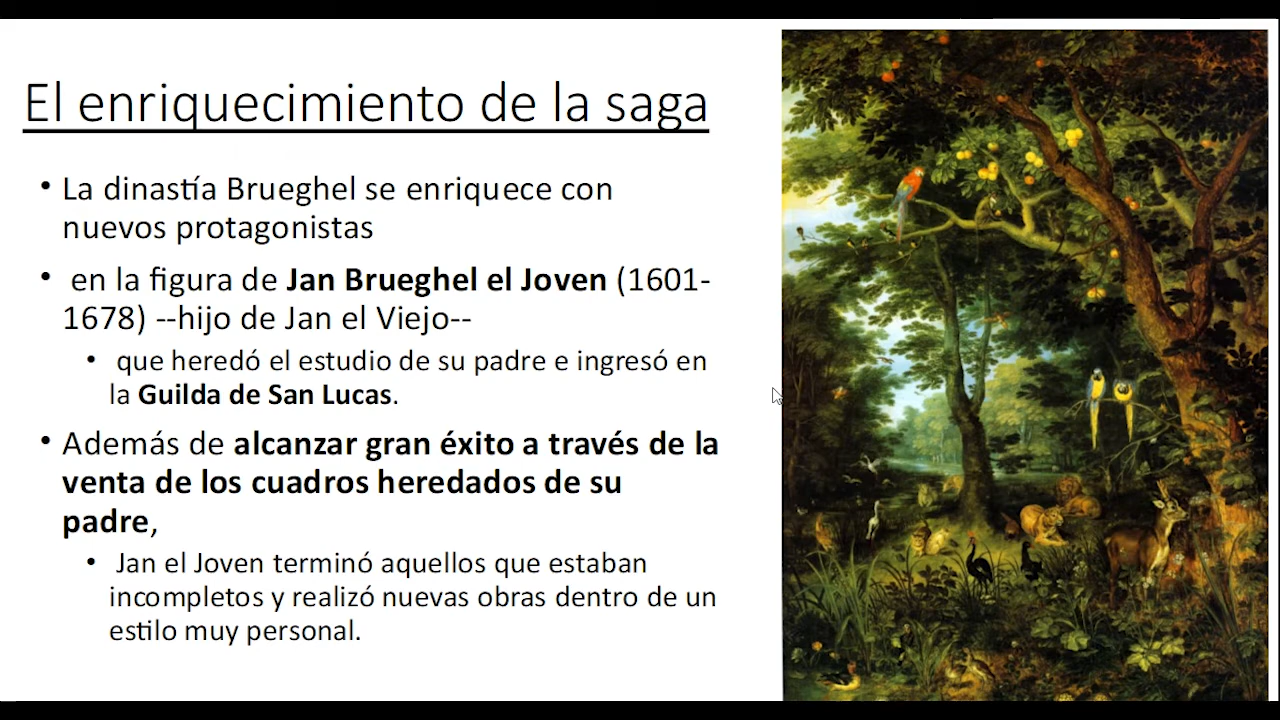 El enriquecimiento de la saga
• La dinastía Brueghel se enriquece con
nuevos protagonistas
• en la figura de Jan Brueghel el Joven (1601-
1678) --hijo de Jan el Viejo--
• que heredó el estudio de su padre e ingresó en
la Guilda de San Lucas.
• Además de alcanzar gran éxito a través de la
venta de los cuadros heredados de su
padre,
• Jan el Joven terminó aquellos que estaban
incompletos y realizó nuevas obras dentro de un
estilo muy personal.